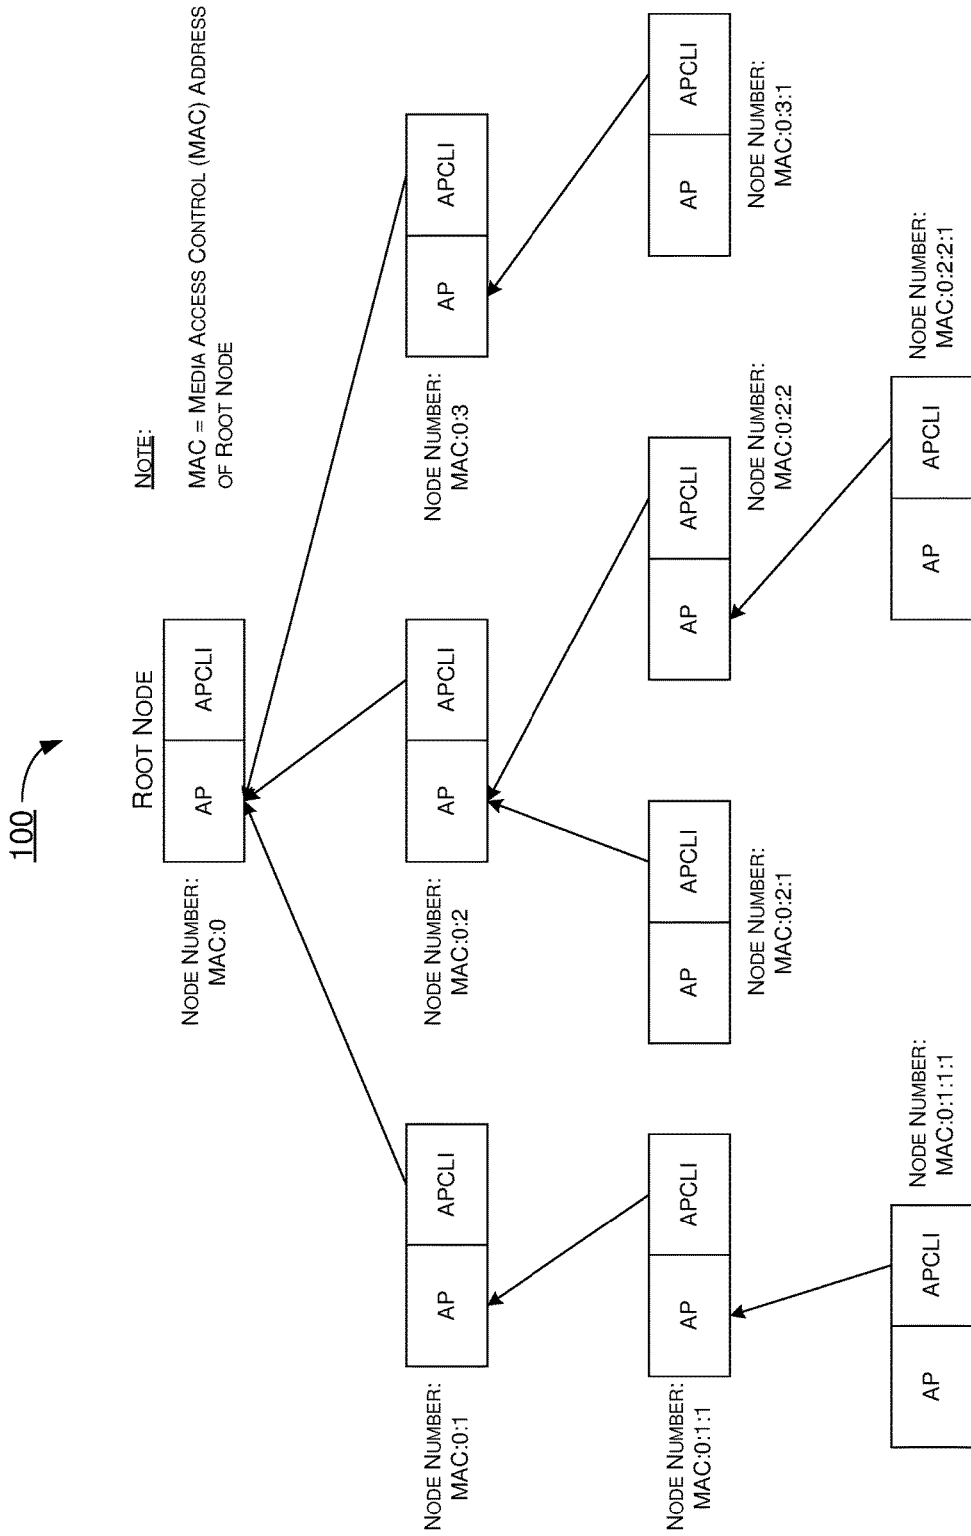 100
ROOT NODE
AP
APCLI
NODE NUMBER:
MAC:0
NOTE:
MAC = MEDIA ACCESS CONTROL (MAC) ADDRESS
OF ROOT NODE
AP
APCLI
NODE NUMBER:
MAC:0:1
AP
APCLI
NODE NUMBER:
MAC:0:2
AP
APCLI
NODE NUMBER:
MAC:0:3
AP
APCLI
NODE NUMBER:
MAC:0:1:1
AP
APCLI
NODE NUMBER:
MAC:0:2:1
AP
APCLI
NODE NUMBER:
MAC:0:2:2
AP
APCLI
NODE NUMBER:
MAC:0:3:1
AP
APCLI
NODE NUMBER:
MAC:0:1:1:1
AP
APCLI
NODE NUMBER:
MAC:0:2:2:1